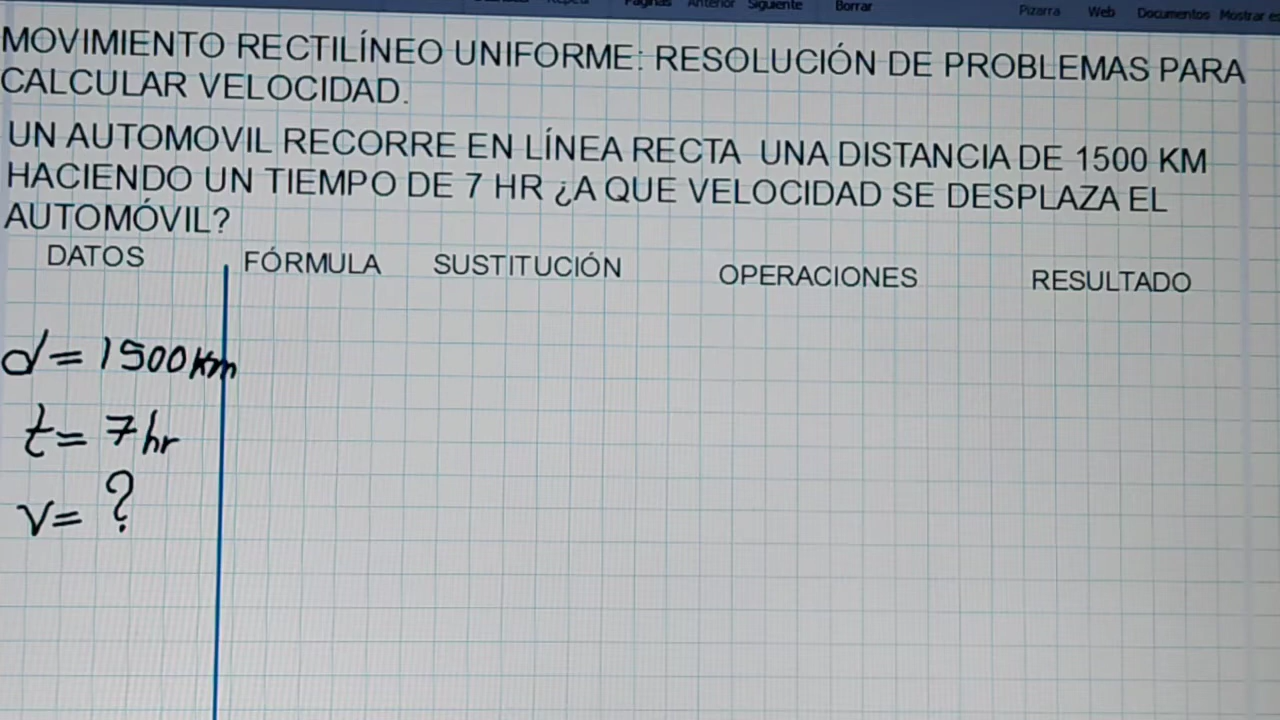 Paginas Anterior Siguiente Borrar Pizarra Web Documentos Mostrar
MOVIMIENTO RECTILÍNEO UNIFORME: RESOLUCIÓN DE PROBLEMAS PARA
CALCULAR VELOCIDAD.
UN AUTOMOVIL RECORRE EN LÍNEA RECTA UNA DISTANCIA DE 1500 KM
HACIENDO UN TIEMPO DE 7 HR ¿A QUE VELOCIDAD SE DESPLAZA EL
AUTOMÓVIL?
DATOS FÓRMULA SUSTITUCIÓN OPERACIONES RESULTADO
d = 1500 km
t = 7 hr
v = ?